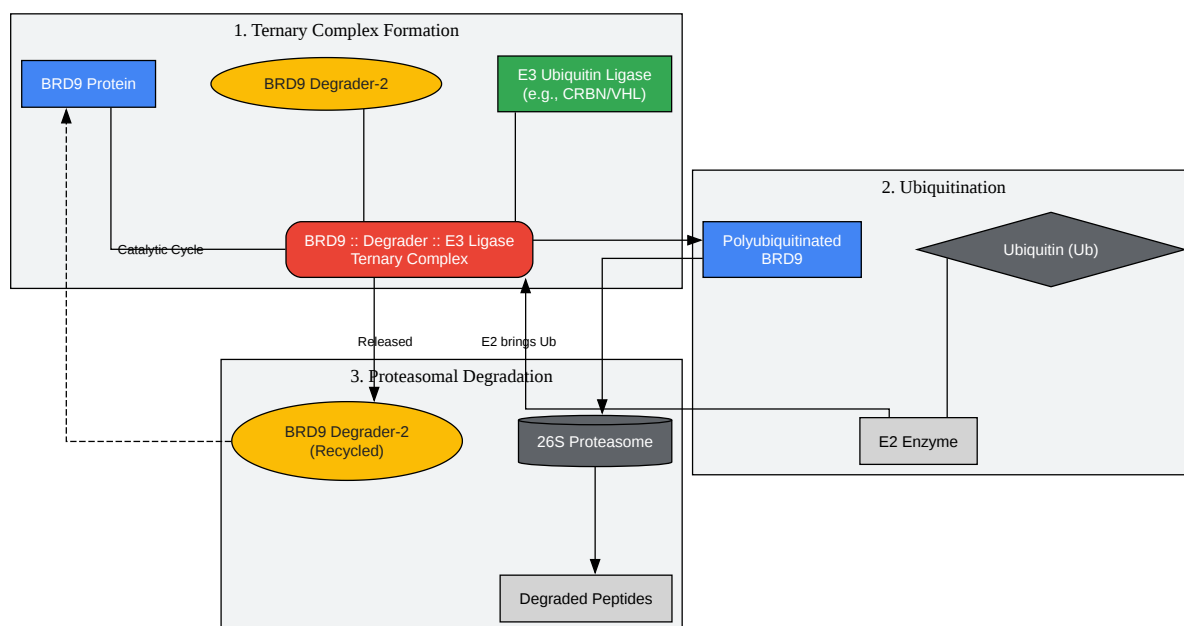 1. Ternary Complex Formation
BRD9 Protein
BRD9 Degrader-2
E3 Ubiquitin Ligase
(e.g., CRBN/VHL)
2. Ubiquitination
Catalytic Cycle
BRD9 :: Degrader :: E3 Ligase
Ternary Complex
Polyubiquitinated
BRD9
Ubiquitin (Ub)
Released
E2 brings Ub
3. Proteasomal Degradation
BRD9 Degrader-2
(Recycled)
26S Proteasome
E2 Enzyme
Degraded Peptides